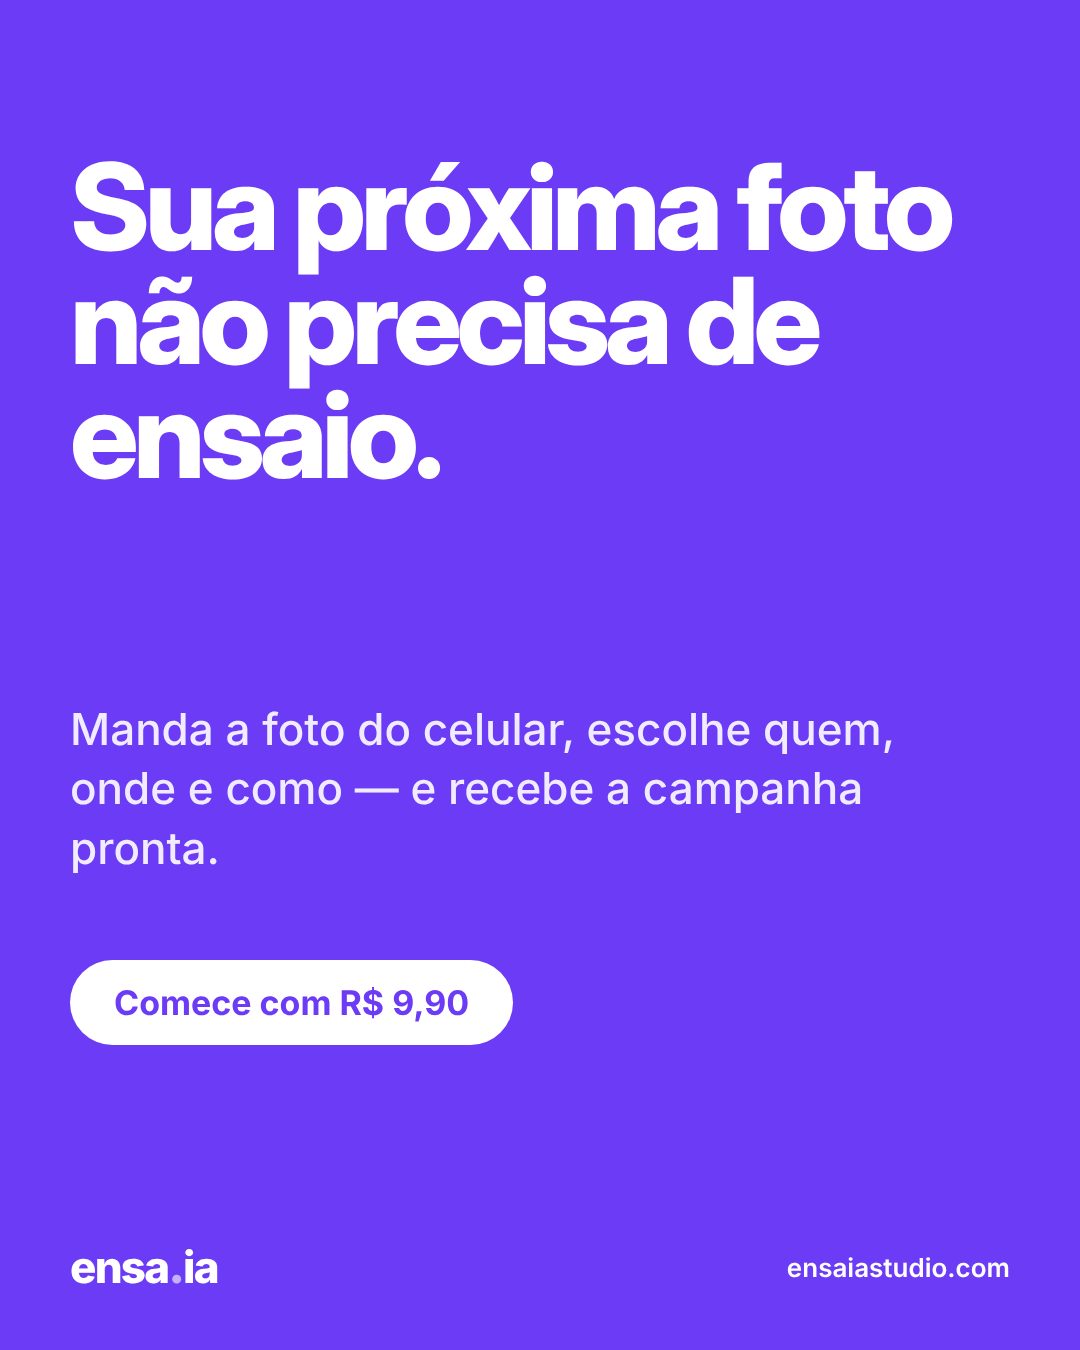 Sua próxima foto
não precisa de
ensaio.
Manda a foto do celular, escolhe quem,
onde e como — e recebe a campanha
pronta.
Comece com R$ 9,90
ensa.ia
ensaiastudio.com